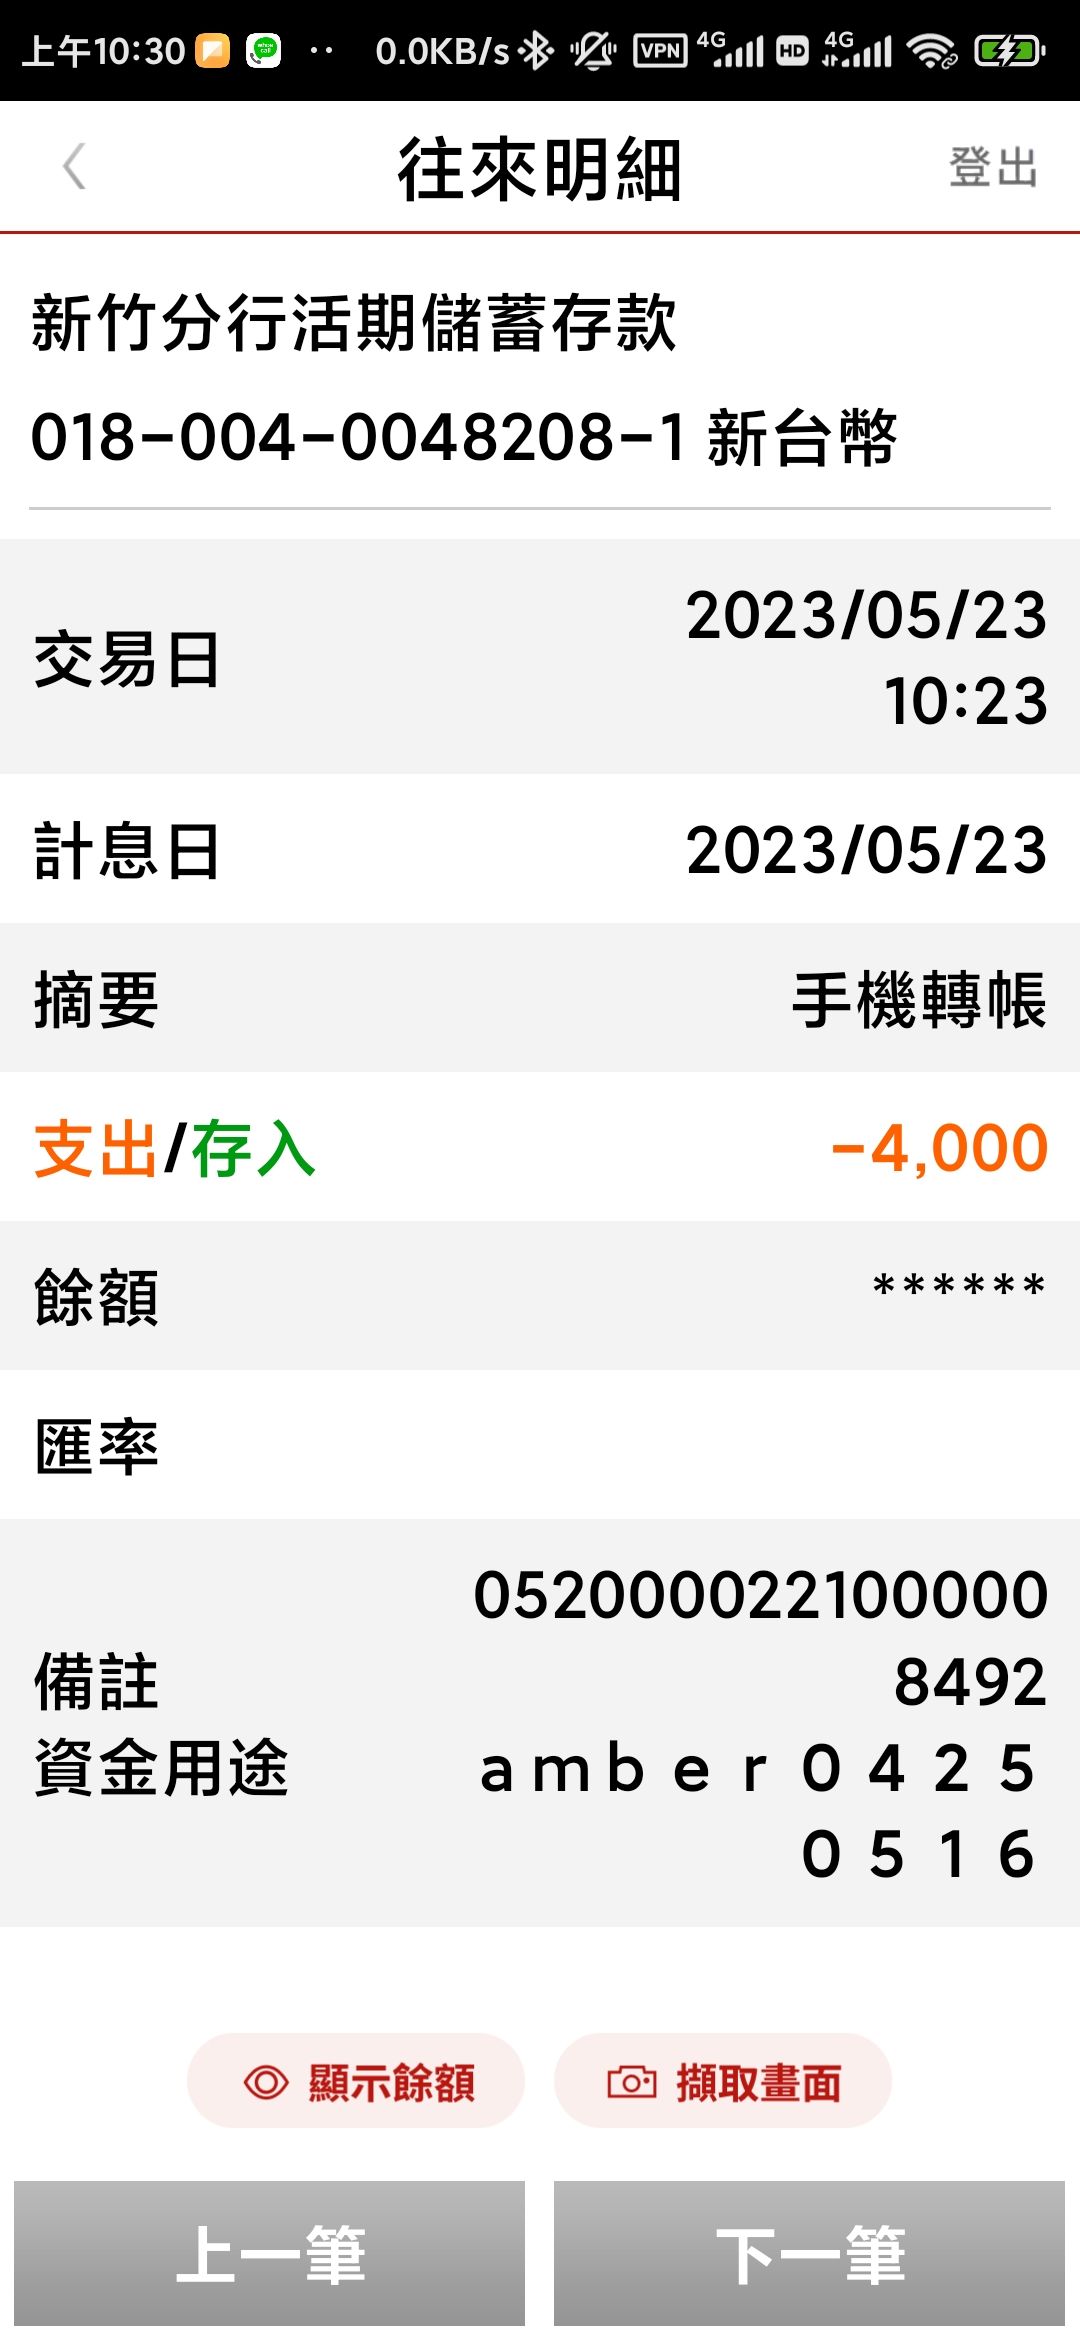 上午10:30 0.0KB/s VPN 4G HD 4G
往來明細 登出
新竹分行活期儲蓄存款
018-004-0048208-1 新台幣
交易日 2023/05/23
10:23
計息日 2023/05/23
摘要 手機轉帳
支出/存入 -4,000
餘額 ******
匯率
052000022100000
備註 8492
資金用途 amber0425
0516
顯示餘額 擷取畫面
上一筆 下一筆